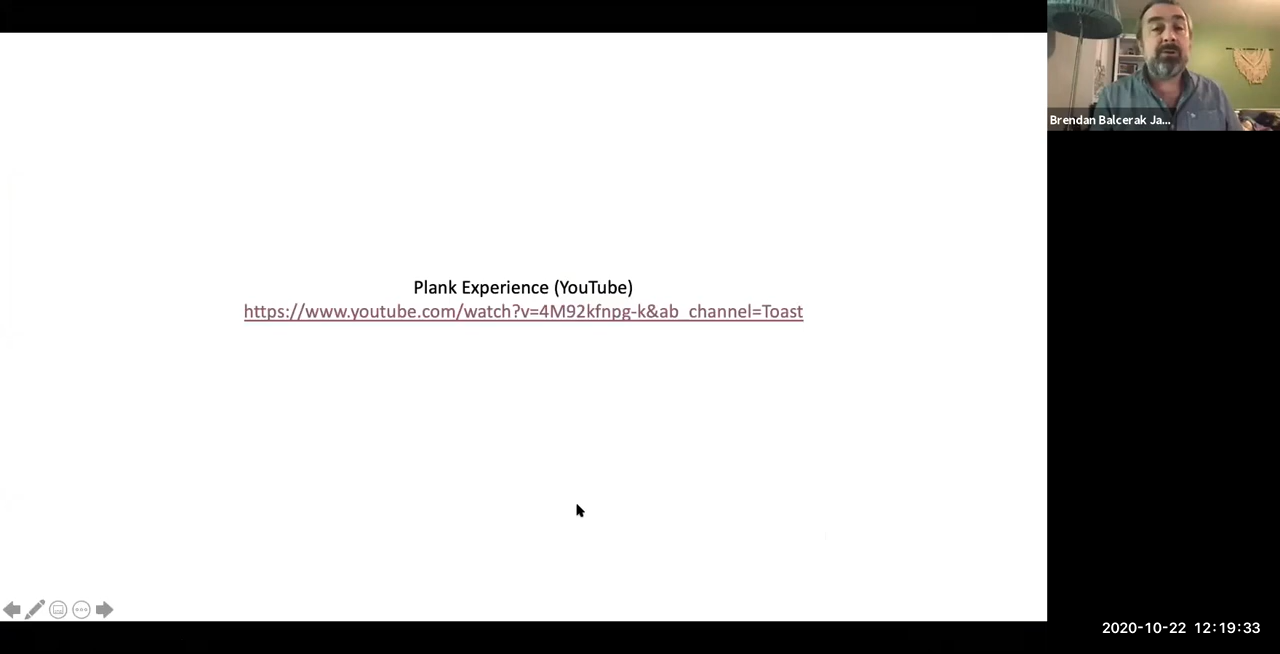 Plank Experience (YouTube)
https://www.youtube.com/watch?v=4M92kfnpg-k&ab_channel=Toast
Brendan Balcerak Ja...
2020-10-22 12:19:33